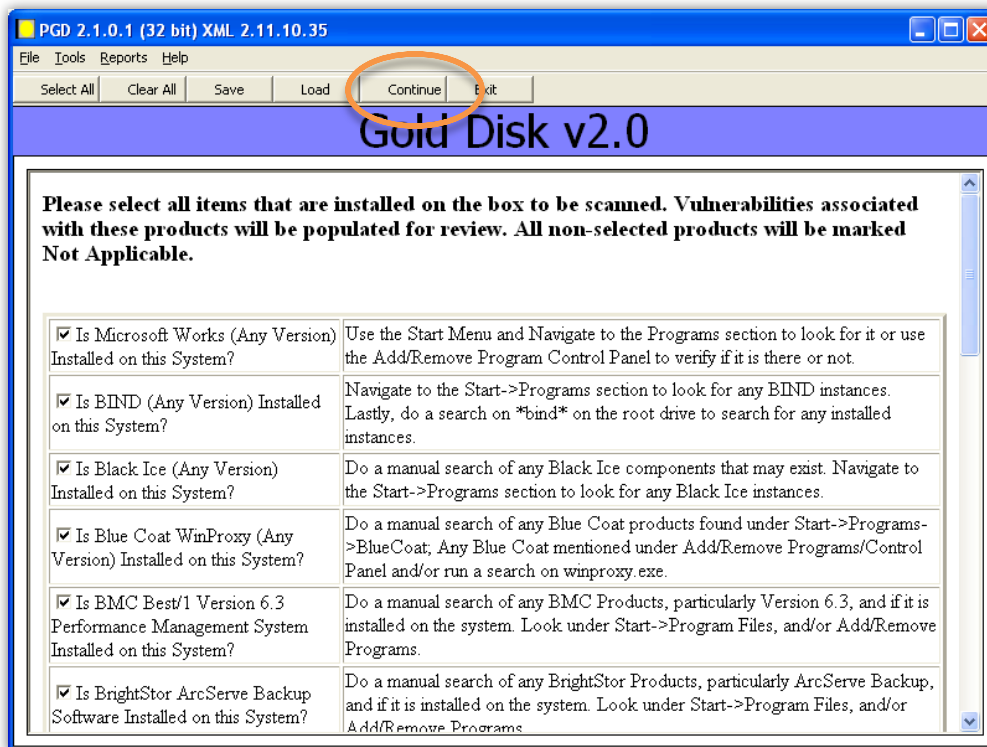 PGD 2.1.0.1 (32 bit) XML 2.11.10.35
File Tools Reports Help
Select All Clear All Save Load Continue Exit
Gold Disk v2.0
Please select all items that are installed on the box to be scanned. Vulnerabilities associated
with these products will be populated for review. All non-selected products will be marked
Not Applicable.
Is Microsoft Works (Any Version)
Installed on this System?
Use the Start Menu and Navigate to the Programs section to look for it or use
the Add/Remove Program Control Panel to verify if it is there or not.
Is BIND (Any Version) Installed
on this System?
Navigate to the Start->Programs section to look for any BIND instances.
Lastly, do a search on *bind* on the root drive to search for any installed
instances.
Is Black Ice (Any Version)
Installed on this System?
Do a manual search of any Black Ice components that may exist. Navigate to
the Start->Programs section to look for any Black Ice instances.
Is Blue Coat WinProxy (Any
Version) Installed on this System?
Do a manual search of any Blue Coat products found under Start->Programs-
>BlueCoat; Any Blue Coat mentioned under Add/Remove Programs/Control
Panel and/or run a search on winproxy.exe.
Is BMC Best/1 Version 6.3
Performance Management System
Installed on this System?
Do a manual search of any BMC Products, particularly Version 6.3, and if it is
installed on the system. Look under Start->Program Files, and/or Add/Remove
Programs.
Is BrightStor ArcServe Backup
Software Installed on this System?
Do a manual search of any BrightStor Products, particularly ArcServe Backup,
and if it is installed on the system. Look under Start->Program Files, and/or
Add/Remove Programs